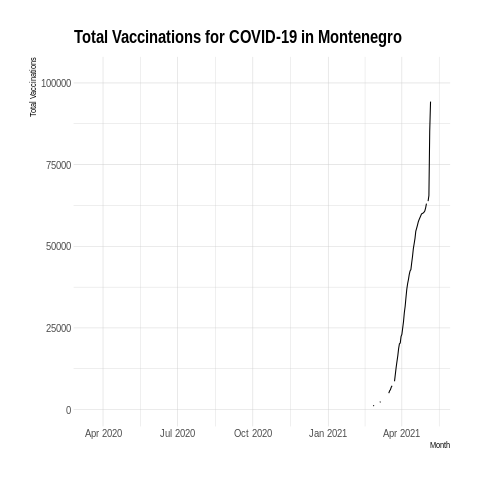 Total Vaccinations for COVID-19 in Montenegro
Total Vaccinations
100000
75000
50000
25000
0
Apr 2020 Jul 2020 Oct 2020 Jan 2021 Apr 2021
Month